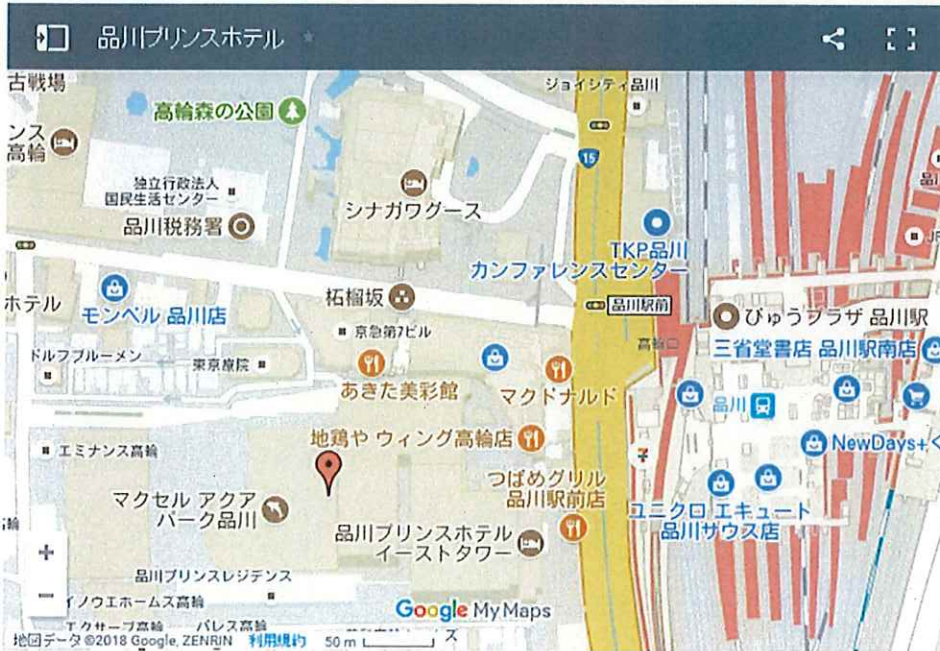 品川プリンスホテル
古戦場
ジョイシティ品川
高輪森の公園
ンス
高輪
15
独立行政法人
国民生活センター
シナガワグース
品川税務署
TKP品川
カンファレンスセンター
ホテル
モンベル 品川店
柘榴坂
品川駅前
びゅうプラザ 品川駅
京急第7ビル
高輪口
三省堂書店 品川駅南店
ドルフブルーメン
東京療院
あきた美彩館
マクドナルド
品川
地鶏や ウィング高輪店
NewDays+く
エミナンス高輪
つばめグリル
品川駅前店
マクセル アクア
パーク品川
ユニクロ エキュート
品川サウス店
品川プリンスホテル
イーストタワー
+
品川プリンスレジデンス
−
イノウエホームズ高輪
Google My Maps
エクサーブ高輪
パレス高輪
ス
地図データ ©2018 Google, ZENRIN
利用規約
50 m